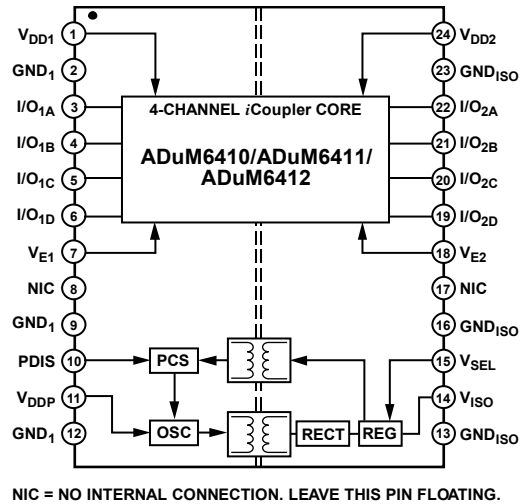 1 V_DD1
2 GND_1
3 I/O_1A
4 I/O_1B
5 I/O_1C
6 I/O_1D
7 V_E1
8 NIC
9 GND_1
10 PDIS
11 V_DDP
12 GND_1
24 V_DD2
23 GND_ISO
22 I/O_2A
21 I/O_2B
20 I/O_2C
19 I/O_2D
18 V_E2
17 NIC
16 GND_ISO
15 V_SEL
14 V_ISO
13 GND_ISO
4-CHANNEL iCoupler CORE
ADuM6410/ADuM6411/
ADuM6412
PCS
OSC
RECT
REG
NIC = NO INTERNAL CONNECTION. LEAVE THIS PIN FLOATING.